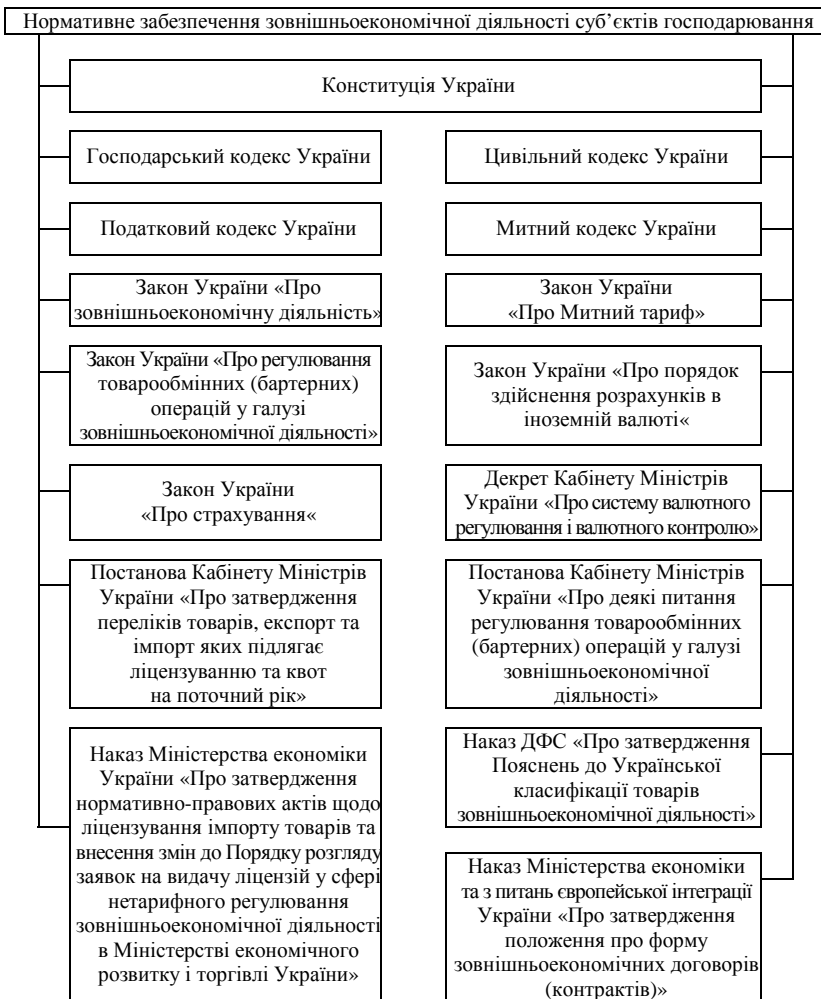 Нормативне забезпечення зовнішньоекономічної діяльності суб’єктів господарювання
Конституція України
Господарський кодекс України
Цивільний кодекс України
Податковий кодекс України
Митний кодекс України
Закон України «Про
зовнішньоекономічну діяльність»
Закон України
«Про Митний тариф»
Закон України «Про регулювання
товарообмінних (бартерних)
операцій у галузі
зовнішньоекономічної діяльності»
Закон України «Про порядок
здійснення розрахунків в
іноземній валюті«
Закон України
«Про страхування«
Декрет Кабінету Міністрів
України «Про систему валютного
регулювання і валютного контролю»
Постанова Кабінету Міністрів
України «Про затвердження
переліків товарів, експорт та
імпорт яких підлягає
ліцензуванню та квот
на поточний рік»
Постанова Кабінету Міністрів
України «Про деякі питання
регулювання товарообмінних
(бартерних) операцій у галузі
зовнішньоекономічної
діяльності»
Наказ Міністерства економіки
України «Про затвердження
нормативно-правових актів щодо
ліцензування імпорту товарів та
внесення змін до Порядку розгляду
заявок на видачу ліцензій у сфері
нетарифного регулювання
зовнішньоекономічної діяльності
в Міністерстві економічного
розвитку і торгівлі України»
Наказ ДФС «Про затвердження
Пояснень до Української
класифікації товарів
зовнішньоекономічної діяльності»
Наказ Міністерства економіки
та з питань європейської інтеграції
України «Про затвердження
положення про форму
зовнішньоекономічних договорів
(контрактів)»